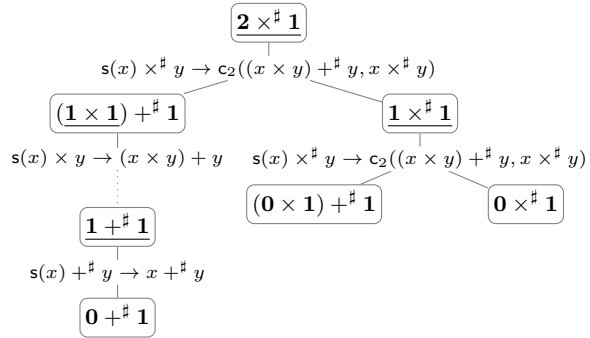 2 ×♯ 1
s(x) ×♯ y → c₂((x × y) +♯ y, x ×♯ y)
(1 × 1) +♯ 1
1 ×♯ 1
s(x) × y → (x × y) + y
s(x) ×♯ y → c₂((x × y) +♯ y, x ×♯ y)
(0 × 1) +♯ 1
0 ×♯ 1
1 +♯ 1
s(x) +♯ y → x +♯ y
0 +♯ 1